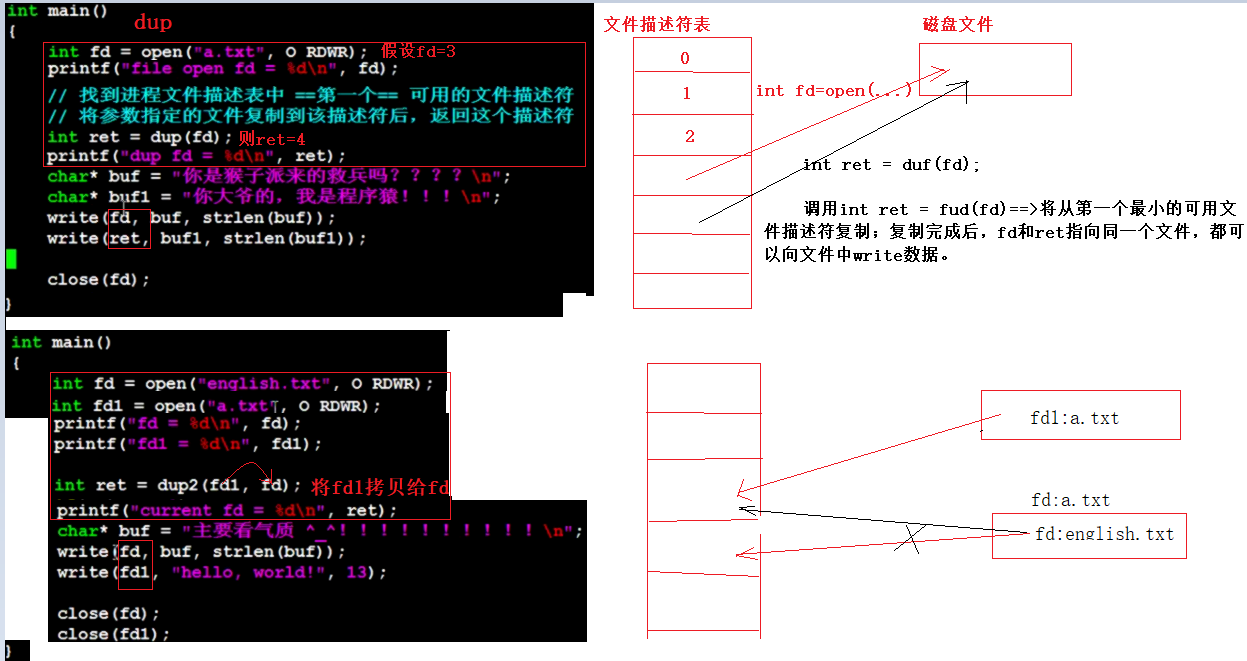 int main()
dup
{
int fd = open("a.txt", O RDWR); 假设fd=3
printf("file open fd = %d\n", fd);
// 找到进程文件描述表中 ==第一个== 可用的文件描述符
// 将参数指定的文件复制到该描述符后，返回这个描述符
int ret = dup(fd); 则ret=4
printf("dup fd = %d\n", ret);
char* buf = "你是猴子派来的救兵吗？？？？\n";
char* buf1 = "你大爷的，我是程序猿！！！\n";
write(fd, buf, strlen(buf));
write(ret, buf1, strlen(buf1));
close(fd);
}
文件描述符表
磁盘文件
0
1
int fd=open(...)
2
int ret = duf(fd);
调用int ret = fud(fd)==>将从第一个最小的可用文
件描述符复制；复制完成后，fd和ret指向同一个文件，都可
以向文件中write数据。
int main()
{
int fd = open("english.txt", O RDWR);
int fd1 = open("a.txt", O RDWR);
printf("fd = %d\n", fd);
printf("fd1 = %d\n", fd1);
int ret = dup2(fd1, fd); 将fd1拷贝给fd
printf("current fd = %d\n", ret);
char* buf = "主要看气质 ^_^！！！！！！！！！！\n";
write(fd, buf, strlen(buf));
write(fd1, "hello, world!", 13);
close(fd);
close(fd1);
}
fd1:a.txt
fd:a.txt
fd:english.txt